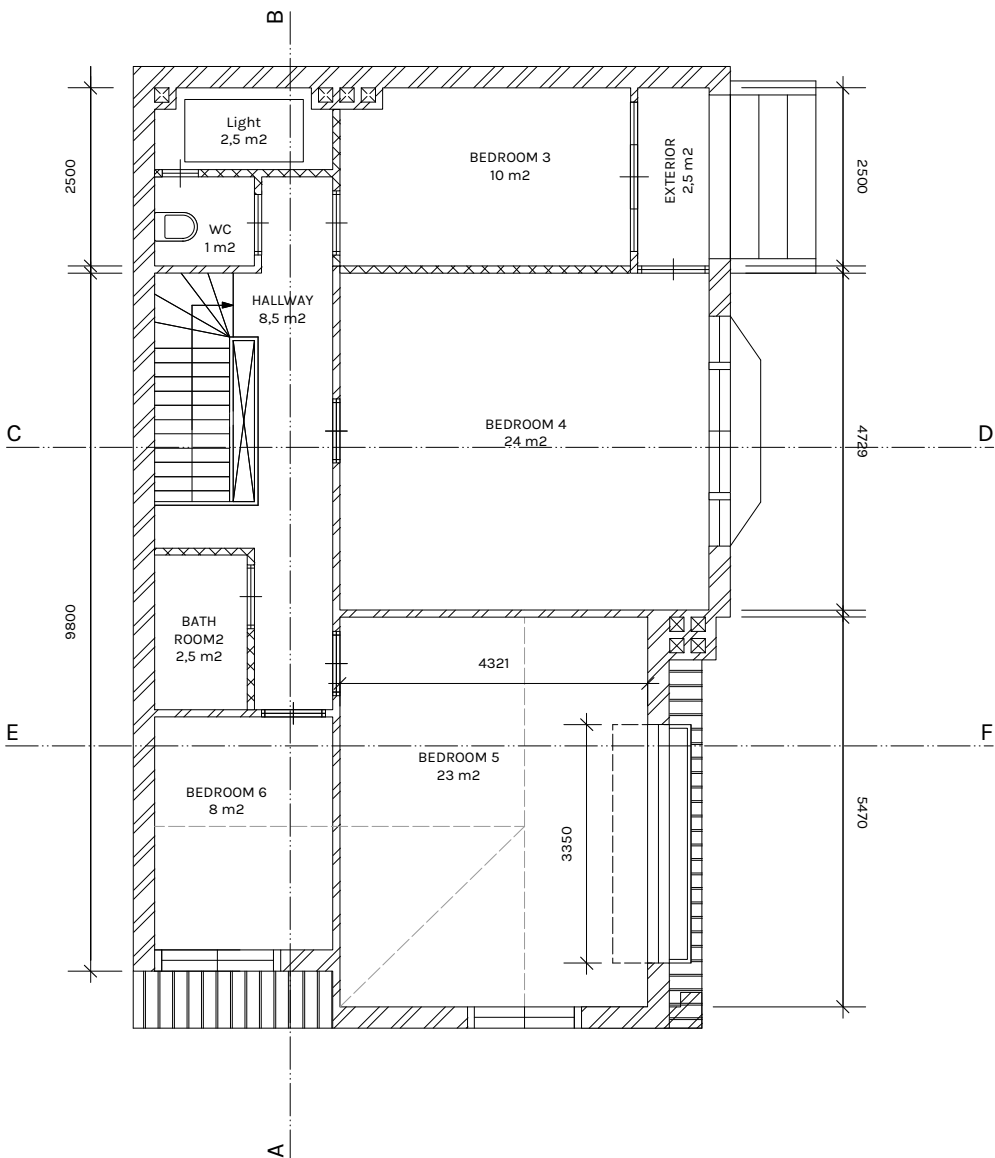 B
Light
2,5 m2
BEDROOM 3
10 m2
EXTERIOR
2,5 m2
2500
2500
WC
1 m2
HALLWAY
8,5 m2
C
BEDROOM 4
24 m2
4729
D
9800
BATH
ROOM2
2,5 m2
4321
E
BEDROOM 5
23 m2
F
BEDROOM 6
8 m2
3350
5470
A